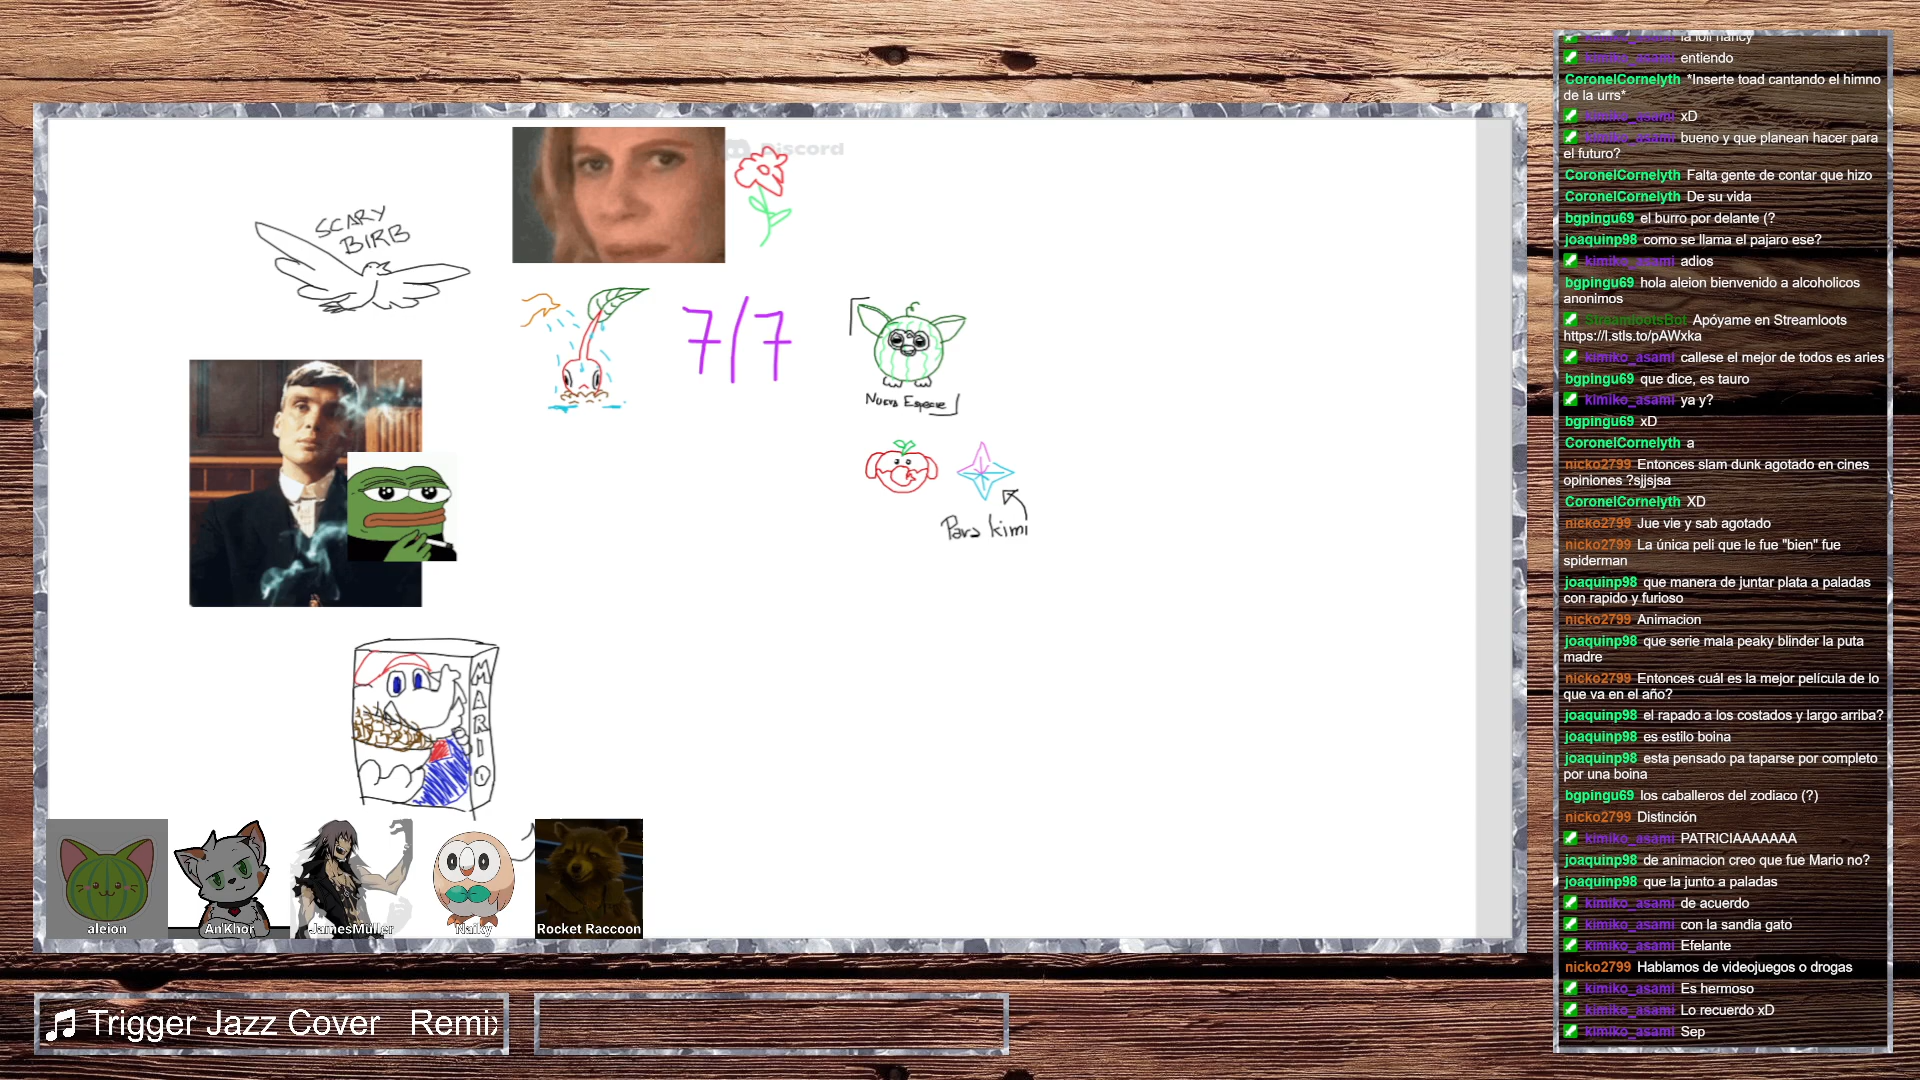 Discord
SCARY
BIRB
7/7
Nueva Especie
Para kimi
MARIO
aleion
An'Khor
JamesMüller
Naiky
Rocket Raccoon
Trigger Jazz Cover Remix
kimiko_asami la loli nancy
kimiko_asami entiendo
CoronelCornelyth *Inserte toad cantando el himno
de la urrs*
kimiko_asami xD
kimiko_asami bueno y que planean hacer para
el futuro?
CoronelCornelyth Falta gente de contar que hizo
CoronelCornelyth De su vida
bgpingu69 el burro por delante (?
joaquinp98 como se llama el pajaro ese?
kimiko_asami adios
bgpingu69 hola aleion bienvenido a alcoholicos
anonimos
StreamlootsBot Apóyame en Streamloots
https://l.stls.to/pAWxka
kimiko_asami callese el mejor de todos es aries
bgpingu69 que dice, es tauro
kimiko_asami ya y?
bgpingu69 xD
CoronelCornelyth a
nicko2799 Entonces slam dunk agotado en cines
opiniones ?sjjsjsa
CoronelCornelyth XD
nicko2799 Jue vie y sab agotado
nicko2799 La única peli que le fue "bien" fue
spiderman
joaquinp98 que manera de juntar plata a paladas
con rapido y furioso
nicko2799 Animacion
joaquinp98 que serie mala peaky blinder la puta
madre
nicko2799 Entonces cuál es la mejor película de lo
que va en el año?
joaquinp98 el rapado a los costados y largo arriba?
joaquinp98 es estilo boina
joaquinp98 esta pensado pa taparse por completo
por una boina
bgpingu69 los caballeros del zodiaco (?)
nicko2799 Distinción
kimiko_asami PATRICIAAAAAAA
joaquinp98 de animacion creo que fue Mario no?
joaquinp98 que la junto a paladas
kimiko_asami de acuerdo
kimiko_asami con la sandia gato
kimiko_asami Efelante
nicko2799 Hablamos de videojuegos o drogas
kimiko_asami Es hermoso
kimiko_asami Lo recuerdo xD
kimiko_asami Sep